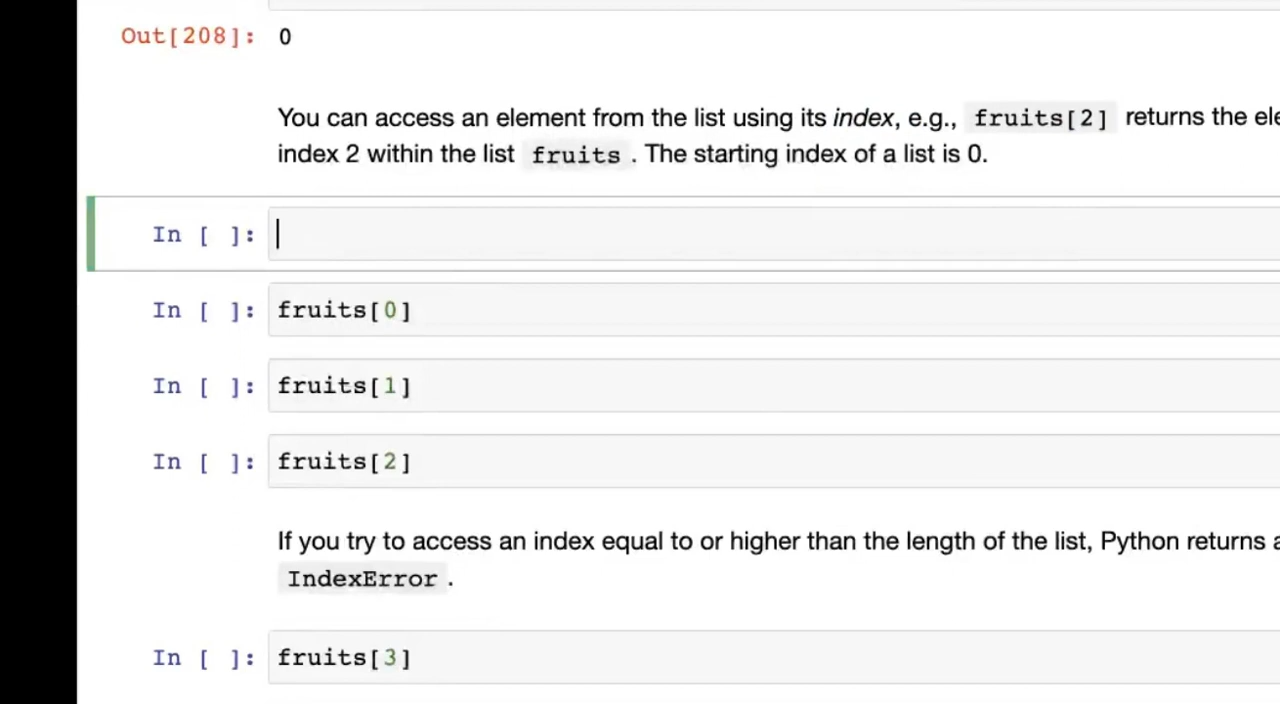 Out[208]: 0
You can access an element from the list using its index, e.g., fruits[2] returns the
index 2 within the list fruits . The starting index of a list is 0.
In [ ]:
In [ ]: fruits[0]
In [ ]: fruits[1]
In [ ]: fruits[2]
If you try to access an index equal to or higher than the length of the list, Python returns
IndexError .
In [ ]: fruits[3]